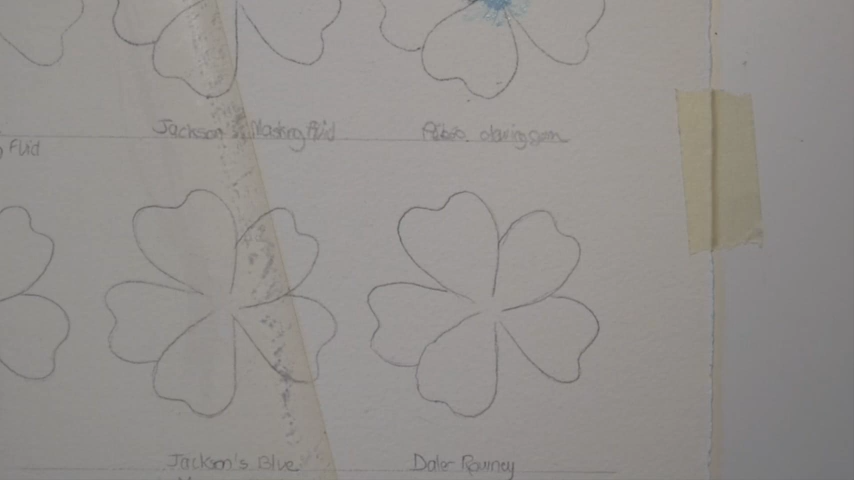 Jackson's Masking Fluid
Pebeo drawing gum
Fluid
Jackson's Blue
Daler Rowney